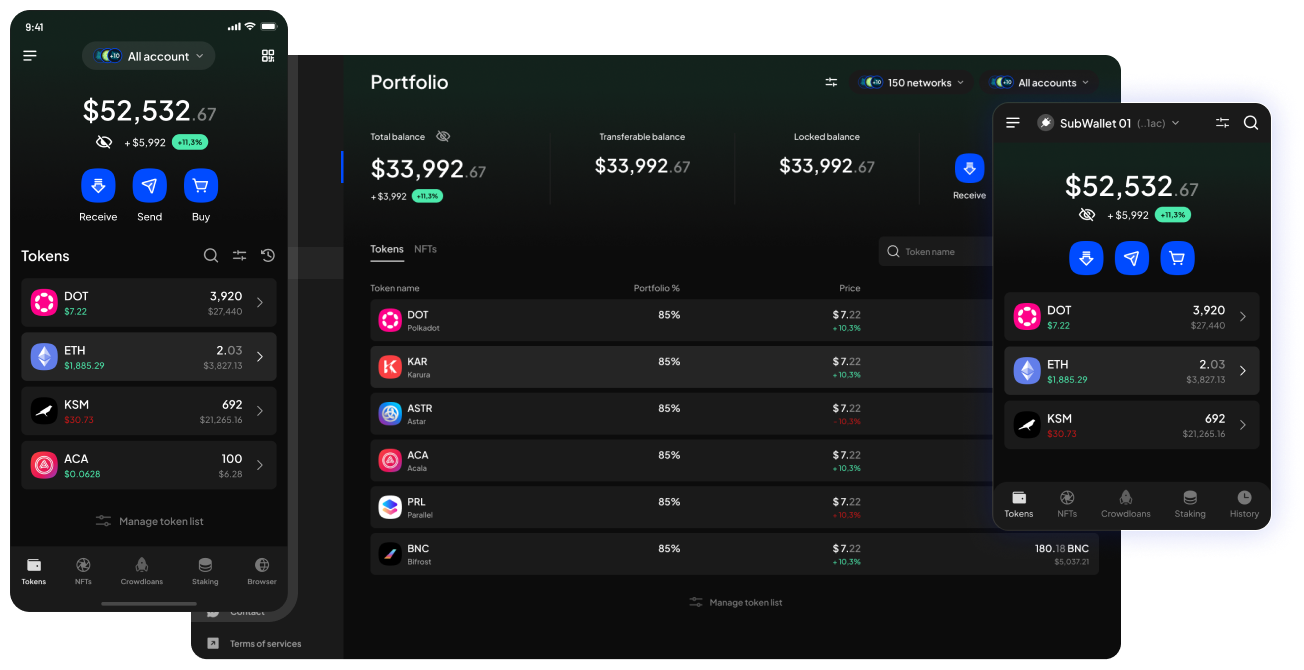 9:41
+10 All account
$52,532.67
+ $5,992 +11,3%
Receive Send Buy
Tokens
DOT 3,920
$7.22 $27,440
ETH 2.03
$1,885.29 $3,827.13
KSM 692
$30.73 $21,265.16
ACA 100
$0.0628 $6.28
Manage token list
Tokens NFTs Crowdloans Staking Browser
Contact
Terms of services
Portfolio
+10 150 networks
+10 All accounts
Total balance
$33,992.67
+ $3,992 +11,3%
Transferable balance
$33,992.67
Locked balance
$33,992.67
Receive
Tokens NFTs
Token name
Token name Portfolio % Price
DOT 85% $ 7.22
Polkadot + 10,3%
KAR 85% $ 7.22
Karura + 10,3%
ASTR 85% $ 7.22
Astar - 10,3%
ACA 85% $ 7.22
Acala + 10,3%
PRL 85% $ 7.22
Parallel + 10,3%
BNC 85% $ 7.22 180.18 BNC
Bifrost + 10,3% $5,037.21
Manage token list
SubWallet 01 (..1ac)
$52,532.67
+ $5,992 +11,3%
DOT 3,920
$7.22 $27,440
ETH 2.03
$1,885.29 $3,827.13
KSM 692
$30.73 $21,265.16
Tokens NFTs Crowdloans Staking History